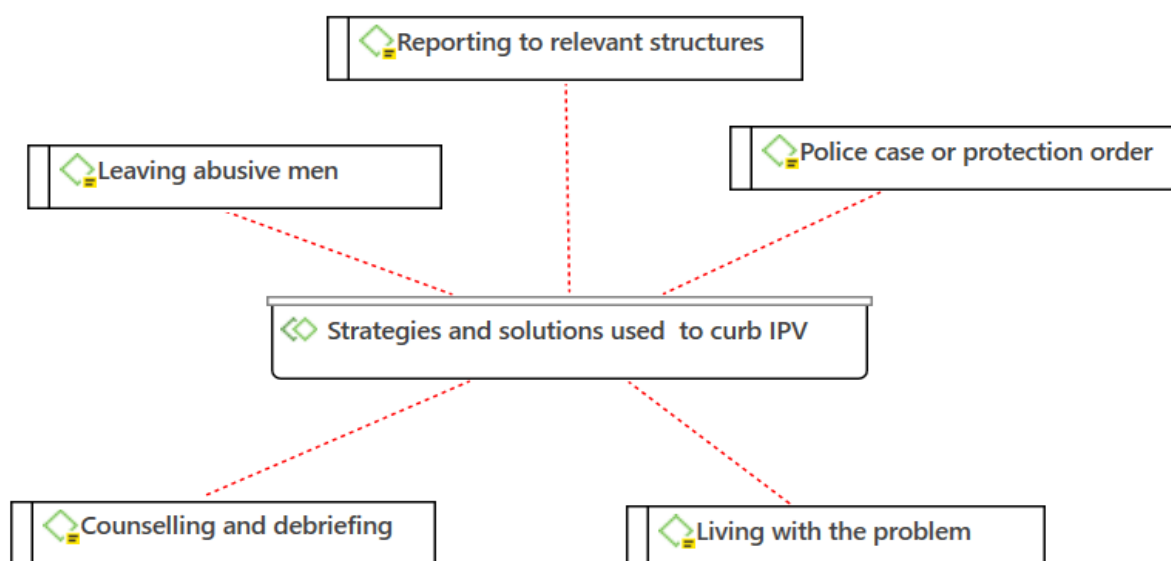 Reporting to relevant structures
Police case or protection order
Leaving abusive men
Strategies and solutions used  to curb IPV
Counselling and debriefing
Living with the problem